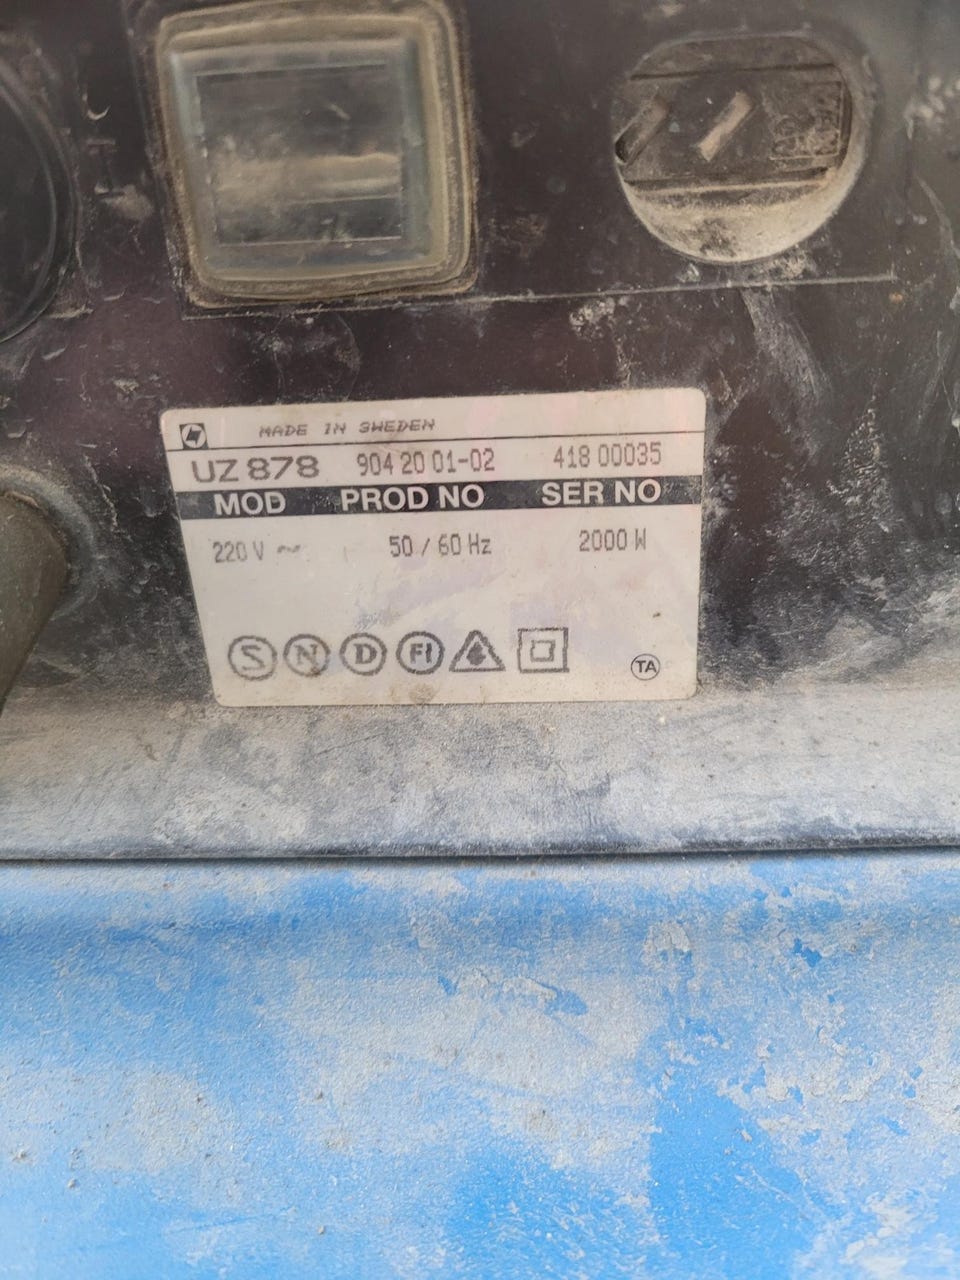 MADE IN SWEDEN
UZ 878 904 20 01-02 418 00035
MOD PROD NO SER NO
220 V ~ 50 / 60 Hz 2000 W
S N D FI
TA